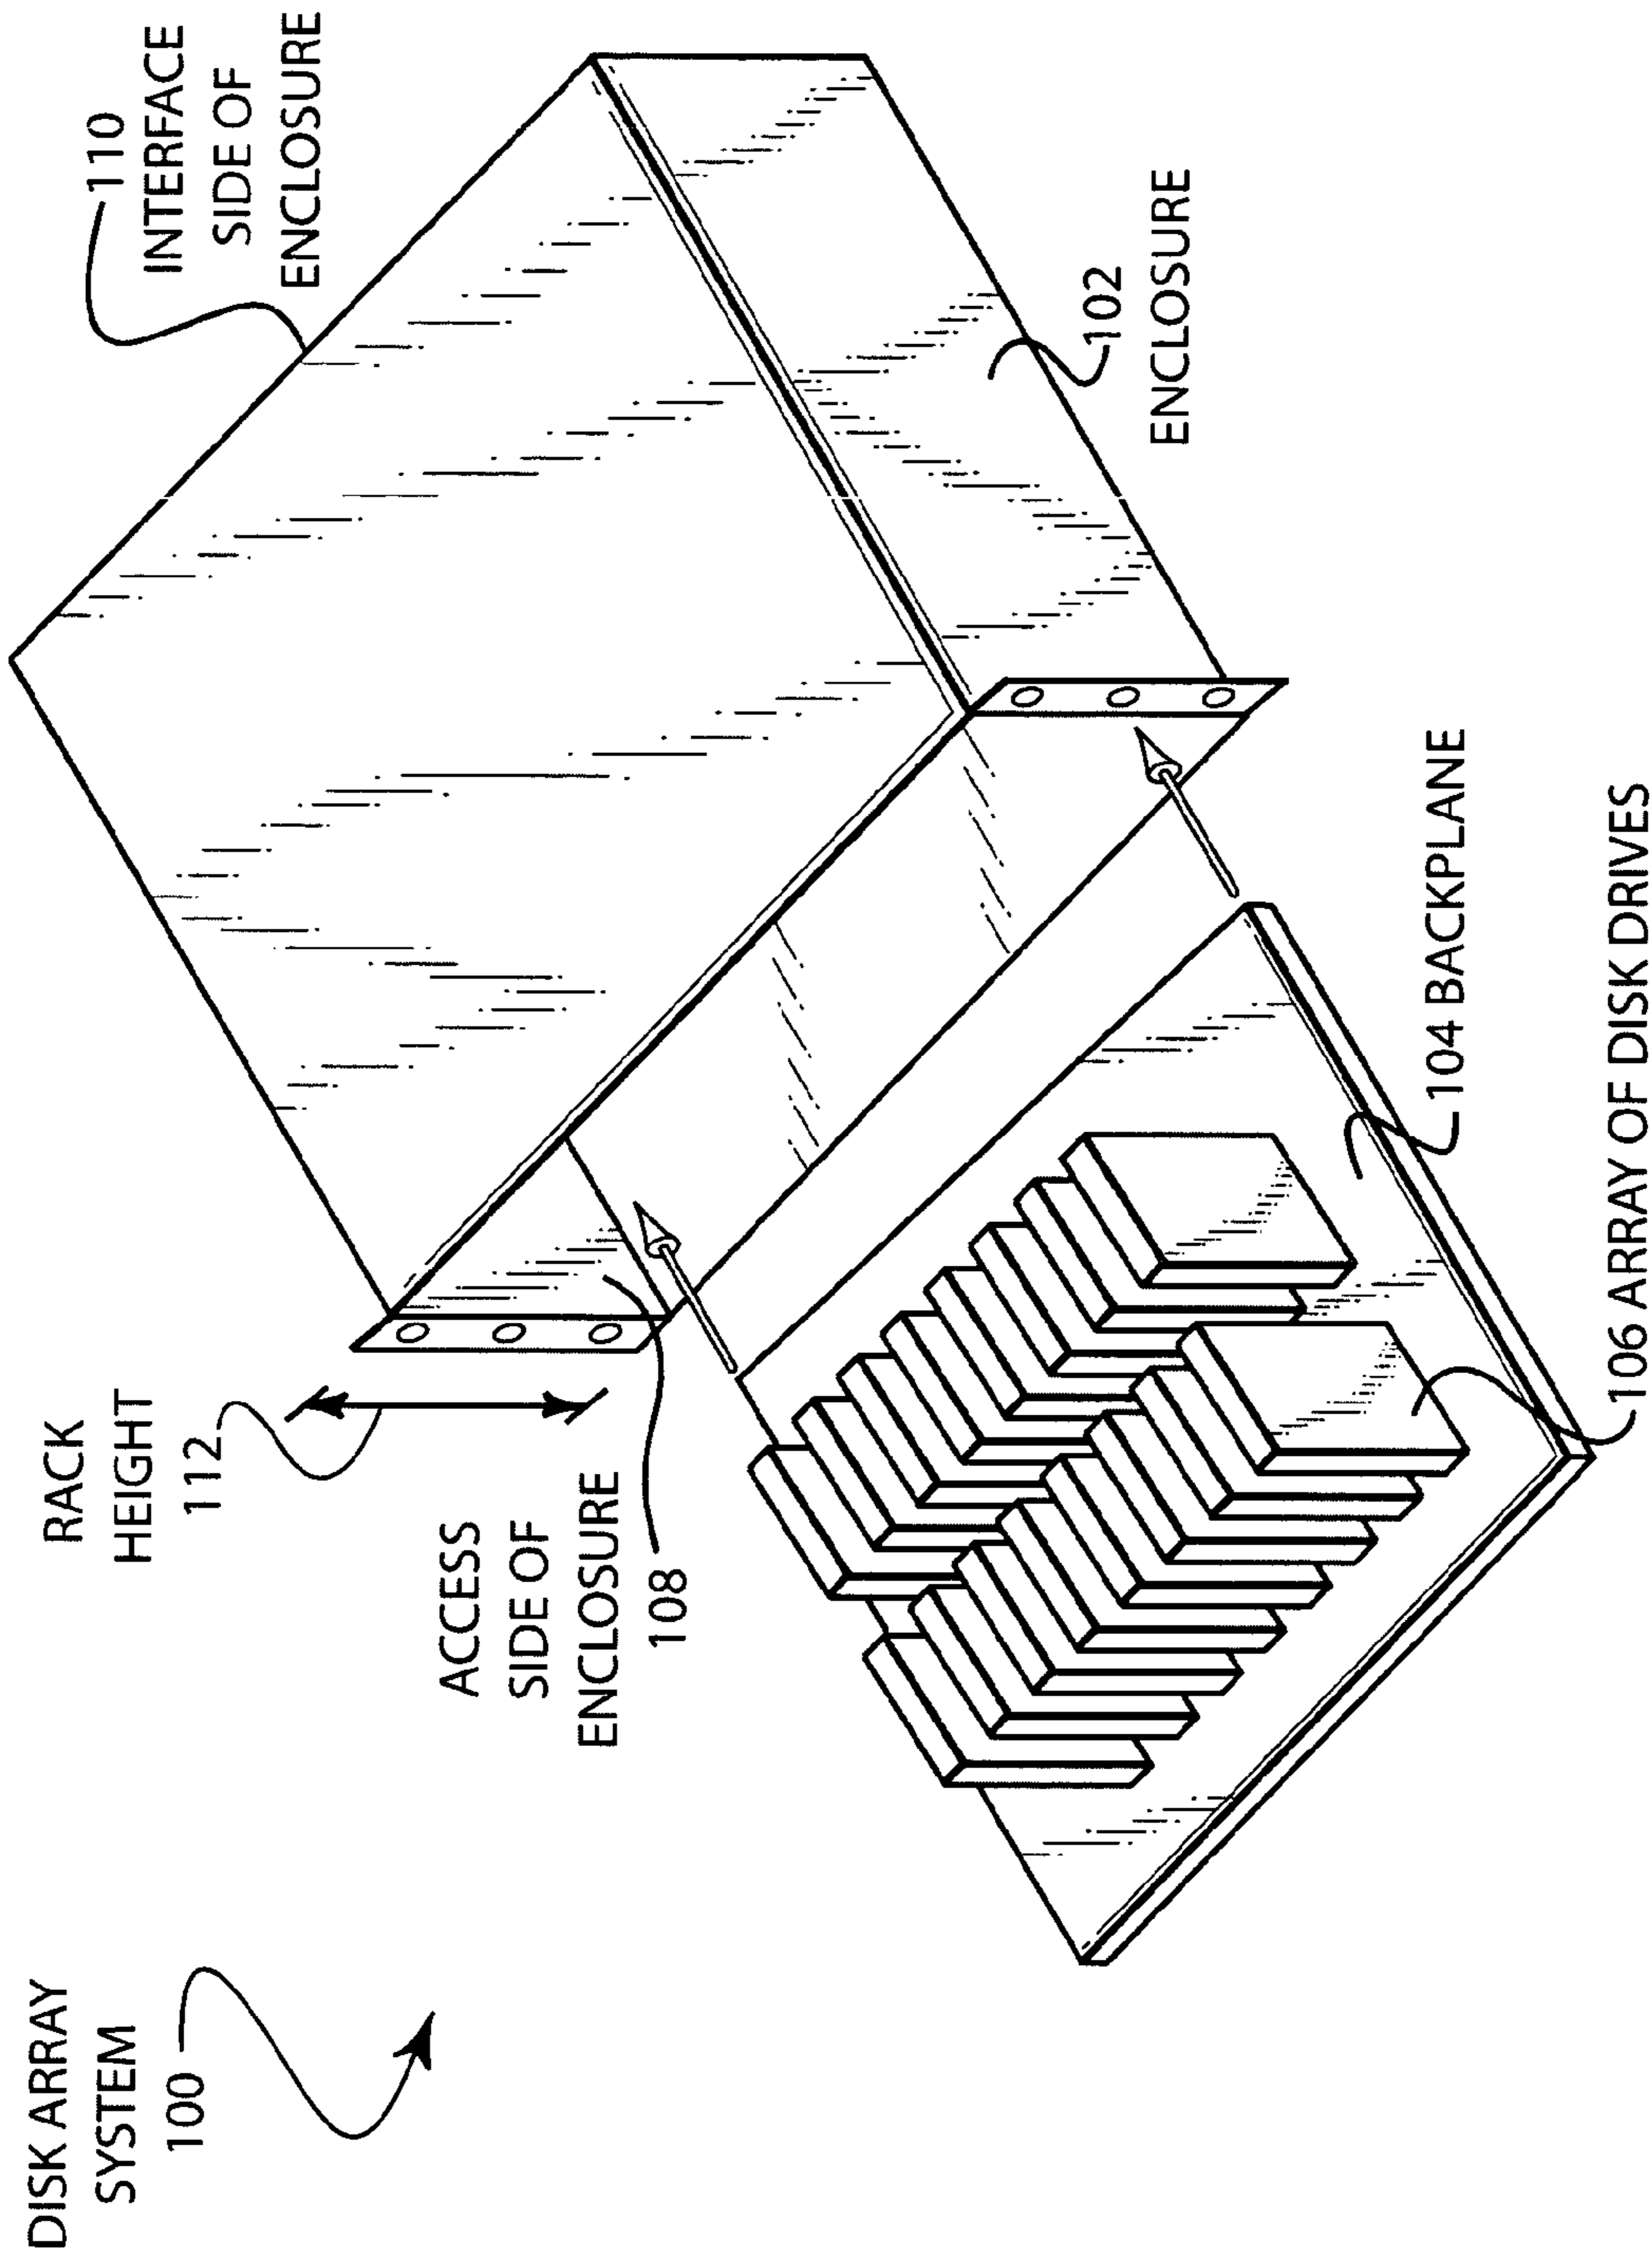 DISK ARRAY
SYSTEM
100
RACK
HEIGHT
112
ACCESS
SIDE OF
ENCLOSURE
108
110
INTERFACE
SIDE OF
ENCLOSURE
102
ENCLOSURE
104 BACKPLANE
106 ARRAY OF DISK DRIVES